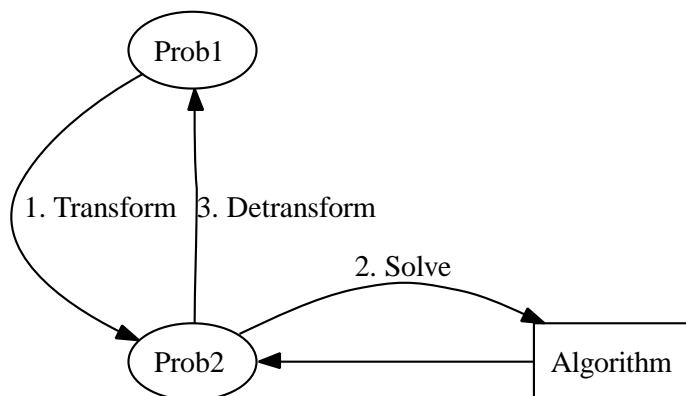 Prob1
1. Transform
3. Detransform
2. Solve
Prob2
Algorithm